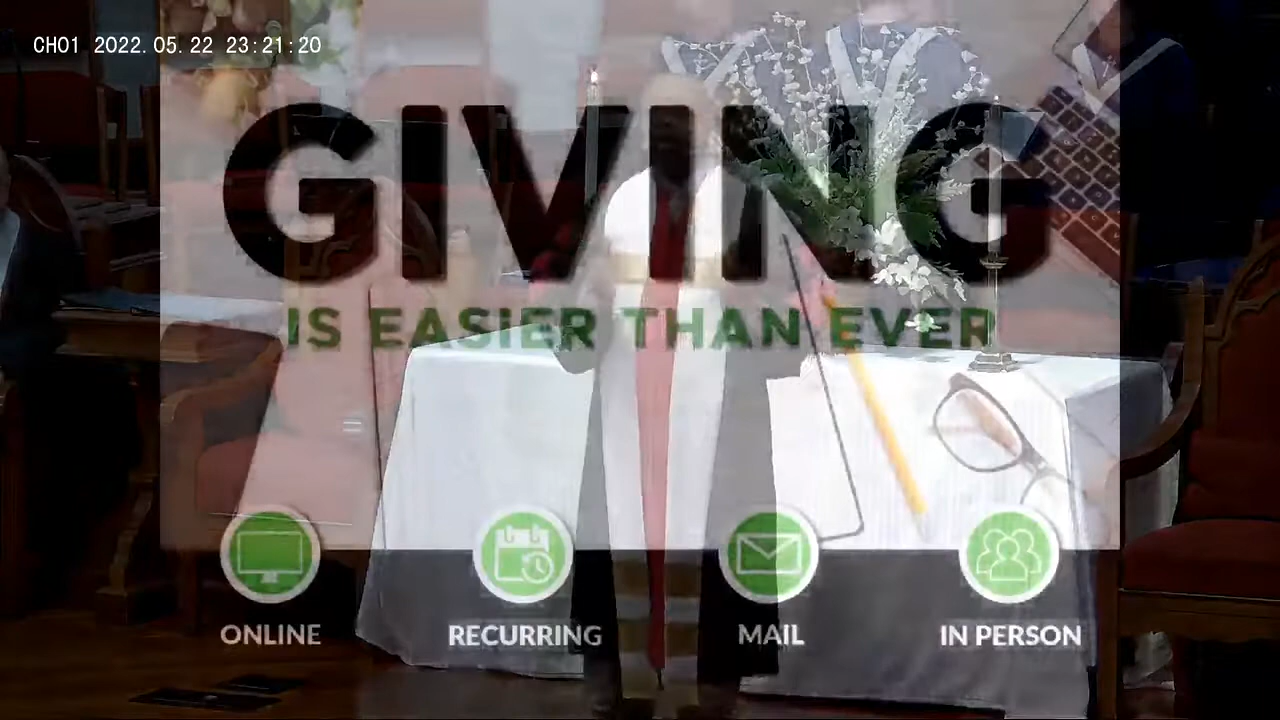 CH01 2022.05.22 23:21:20
GIVING
IS EASIER THAN EVER
ONLINE RECURRING MAIL IN PERSON